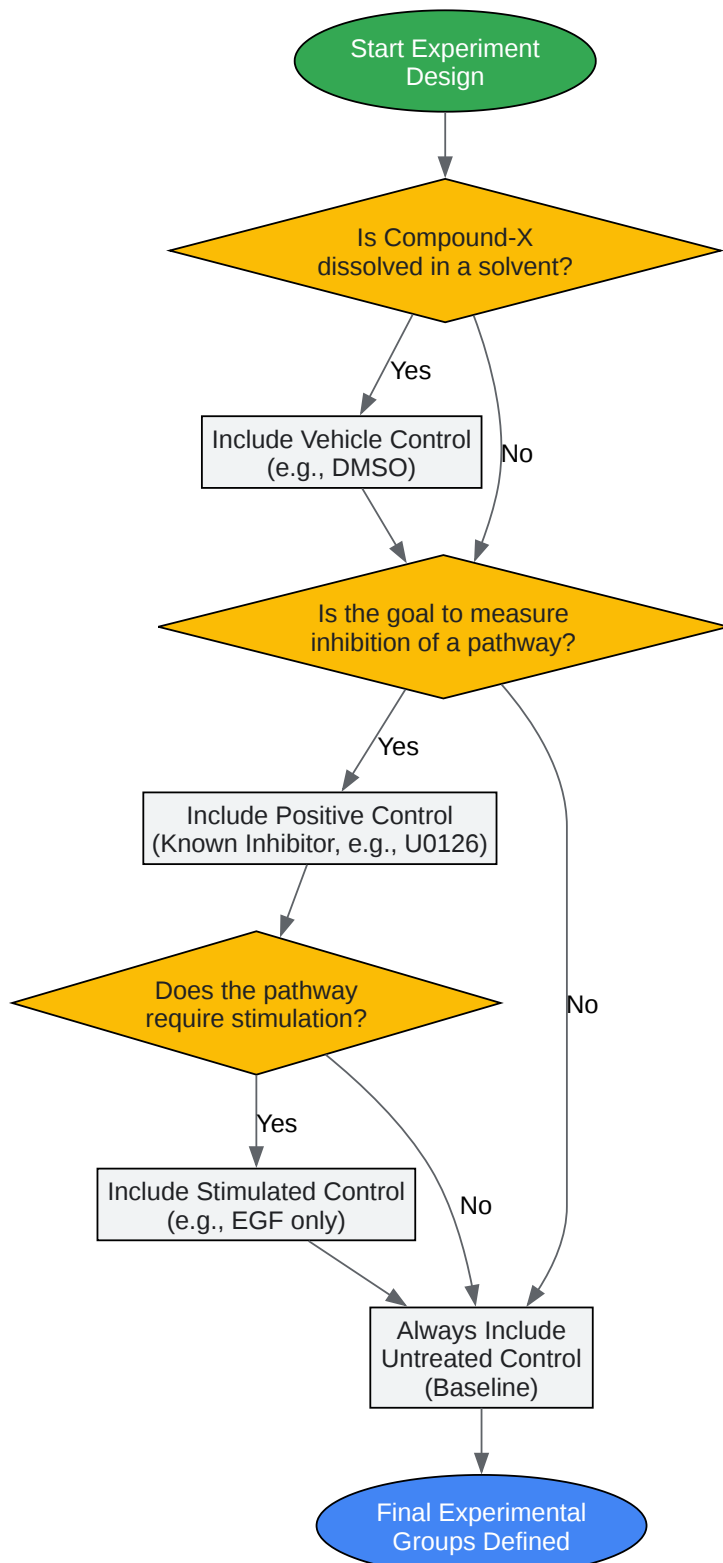 Start Experiment
Design
Is Compound-X
dissolved in a solvent?
Yes
Include Vehicle Control
(e.g., DMSO)
No
Is the goal to measure
inhibition of a pathway?
Yes
Include Positive Control
(Known Inhibitor, e.g., U0126)
Does the pathway
require stimulation?
No
Yes
Include Stimulated Control
(e.g., EGF only)
No
Always Include
Untreated Control
(Baseline)
Final Experimental
Groups Defined